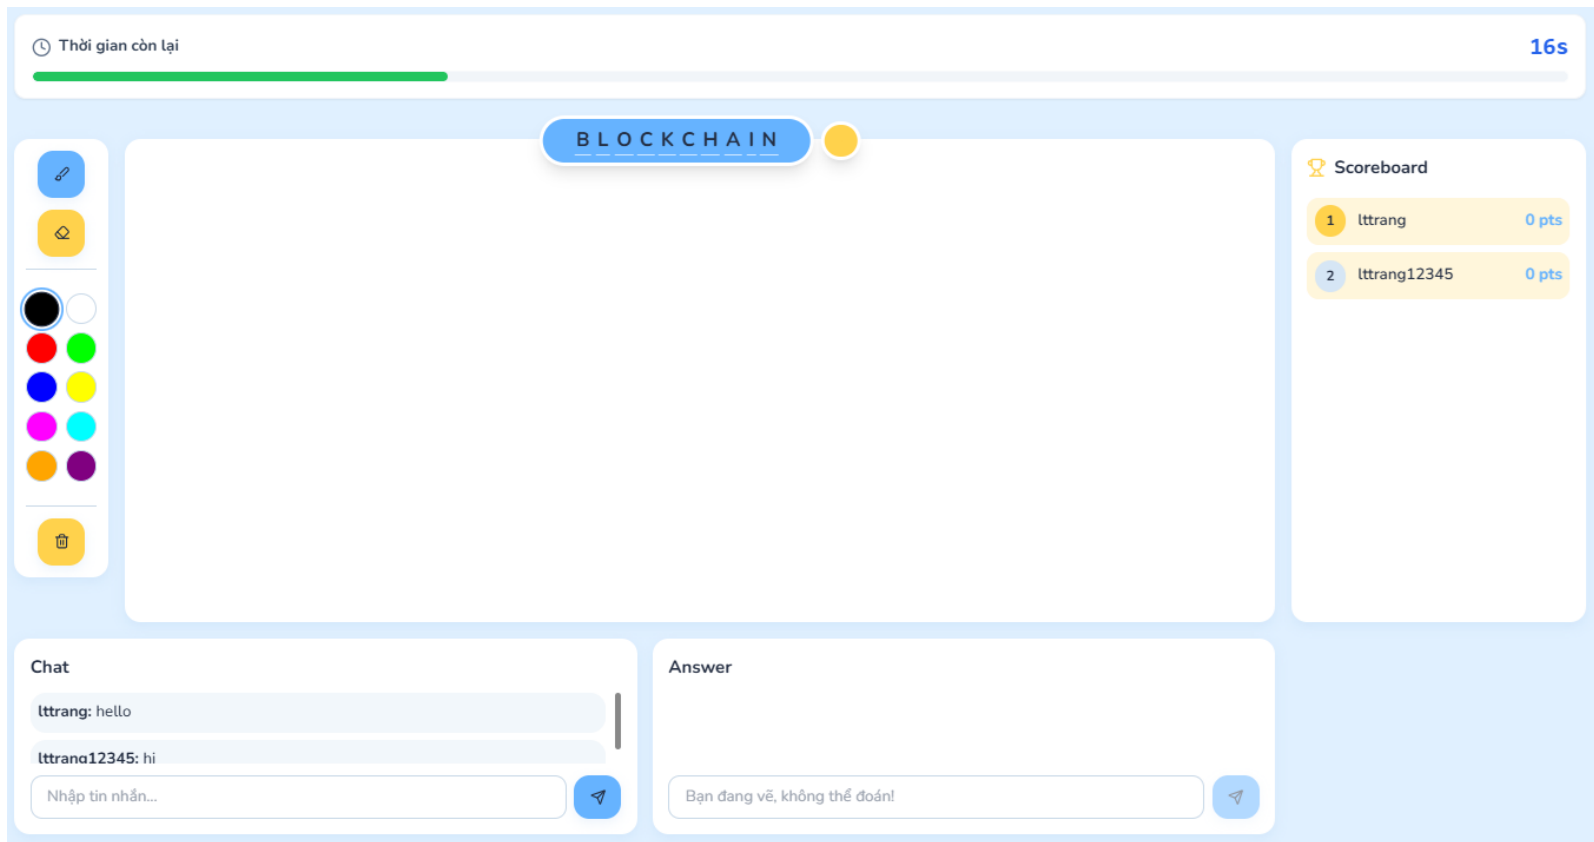 Thời gian còn lại
16s
BLOCKCHAIN
Scoreboard
1 lttrang 0 pts
2 lttrang12345 0 pts
Chat
lttrang: hello
lttrang12345: hi
Nhập tin nhắn...
Answer
Bạn đang vẽ, không thể đoán!